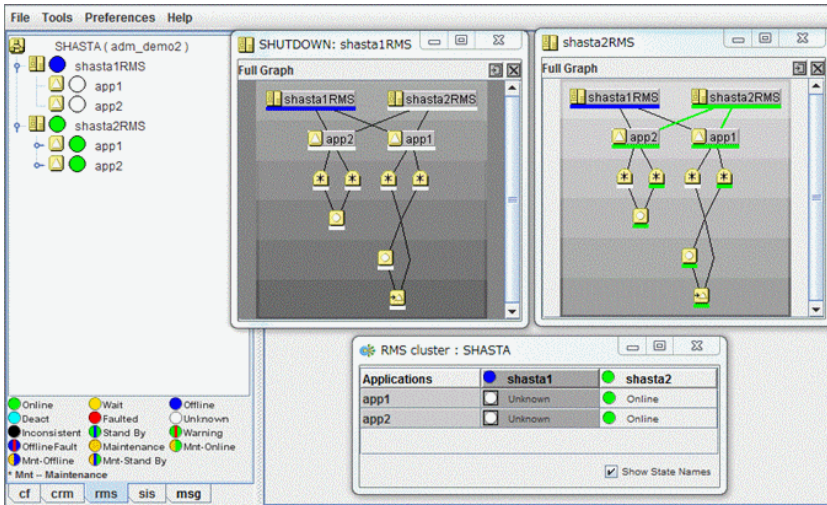 File Tools Preferences Help
SHASTA ( adm_demo2 )
shasta1RMS
app1
app2
shasta2RMS
app1
app2
Online Wait Offline
Deact Faulted Unknown
Inconsistent Stand By Warning
OfflineFault Maintenance Mnt-Online
Mnt-Offline Mnt-Stand By
* Mnt -- Maintenance
cf crm rms sis msg
SHUTDOWN: shasta1RMS
Full Graph
shasta1RMS shasta2RMS
app2 app1
shasta2RMS
Full Graph
shasta1RMS shasta2RMS
app2 app1
RMS cluster : SHASTA
Applications shasta1 shasta2
app1 Unknown Online
app2 Unknown Online
Show State Names